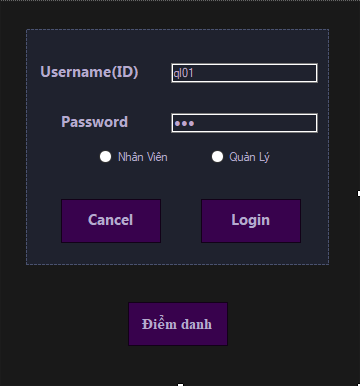 Username(ID) ql01
Password •••
Nhân Viên Quản Lý
Cancel Login
Điểm danh